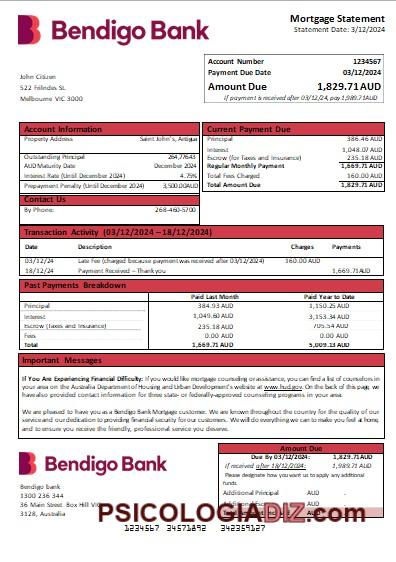 Bendigo Bank
Mortgage Statement
Statement Date: 3/12/2024
Account Number 1234567
Payment Due Date 03/12/2024
Amount Due 1,829.71AUD
If payment is received after 03/12/24, pay 1,989.71AUD
John Citizen
522 Flilndes SL
Melbourne VIC 3000
Account Information
Property Address Saint John's, Antigua
Outstanding Principal 264,77643
AUD Maturity Date December 2024
Interest Rate (Until December 2024) 4.75%
Prepayment Penalty (Until December 2024) 3,500.00AUD
Contact Us
By Phone: 268-460-5700
Current Payment Due
Principal 386.46 AUD
Interest 1,048.07 AUD
Escrow (for Taxes and Insurance) 235.18 AUD
Regular Monthly Payment 1,669.71 AUD
Total Fees Charged 160.00 AUD
Total Amount Due 1,829.71 AUD
Transaction Activity (03/12/2024 – 18/12/2024)
Date Description Charges Payments
03/12/24 Late Fee (charged because payment was received after 03/12/2024) 160.00 AUD
18/12/24 Payment Received – Thank you 1,669.71AUD
Past Payments Breakdown
Paid Last Month Paid Year to Date
Principal 384.93 AUD 1,150.25 AUD
Interest 1,049.60 AUD 3,153.34 AUD
Escrow (Taxes and Insurance) 235.18 AUD 705.54 AUD
Fees 0.00 AUD 0.00 AUD
Total 1,669.71 AUD 5,009.13 AUD
Important Messages
If You Are Experiencing Financial Difficulty: If you would like mortgage counseling or assistance, you can find a list of counselors in
your area on the Australia Department of Housing and Urban Development's website at www.hud.gov. On the back of this page, we
have also provided contact information for three state- or federally-approved counseling programs in your area.
We are pleased to have you as a Bendigo Bank Mortgage customer. We are known throughout the country for the quality of our
service and our dedication to providing financial security for our customers. We will do everything we can to make you feel at home,
and to ensure you receive the friendly, professional service you deserve.
Bendigo Bank
Bendigo bank
1300 236 344
36 Main Street Box Hill VIC
3128, Australia
Amount Due
Due By 03/12/2024: 1,829.71AUD
If received after 18/12/2024: 1,989.71 AUD
Please designate how you want us to apply any additional
funds.
Additional Principal AUD .
Additional Escrow AUD .
PSICOLOGIADIZ.com
1234567 34571892 342359127